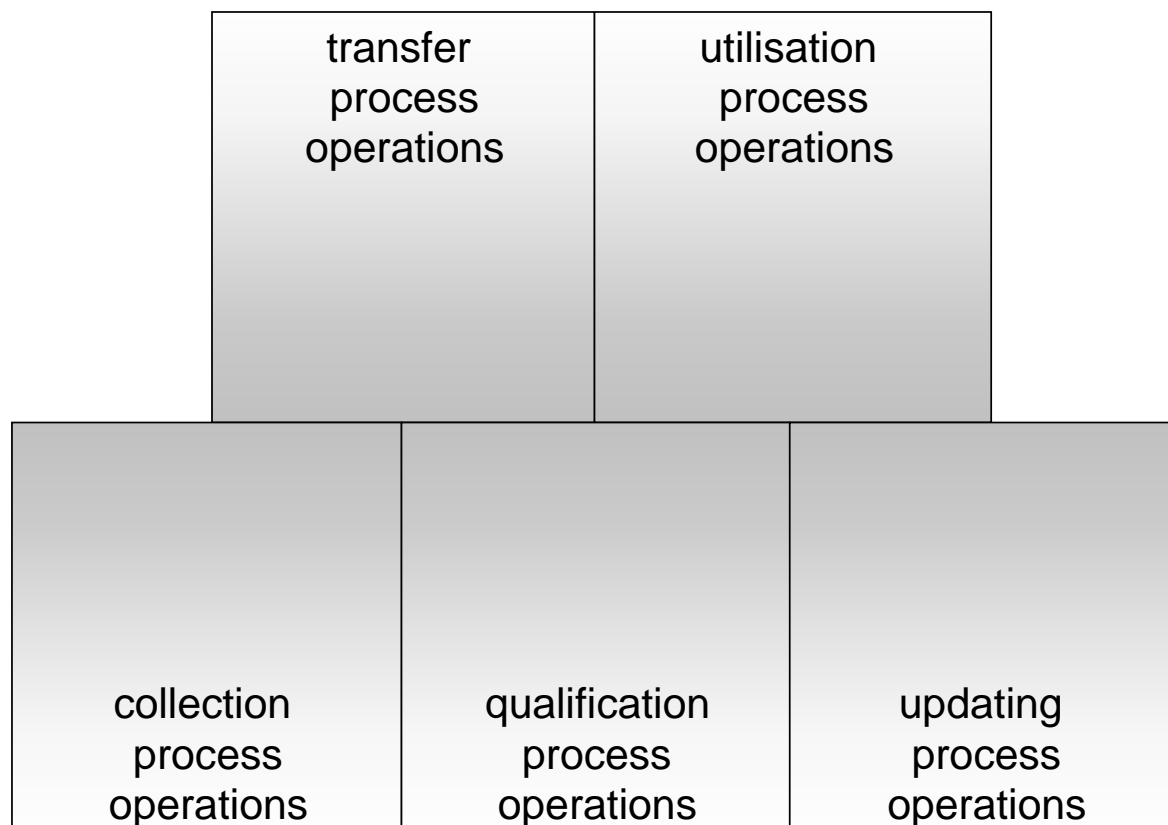 transfer
process
operations
utilisation
process
operations
collection
process
operations
qualification
process
operations
updating
process
operations